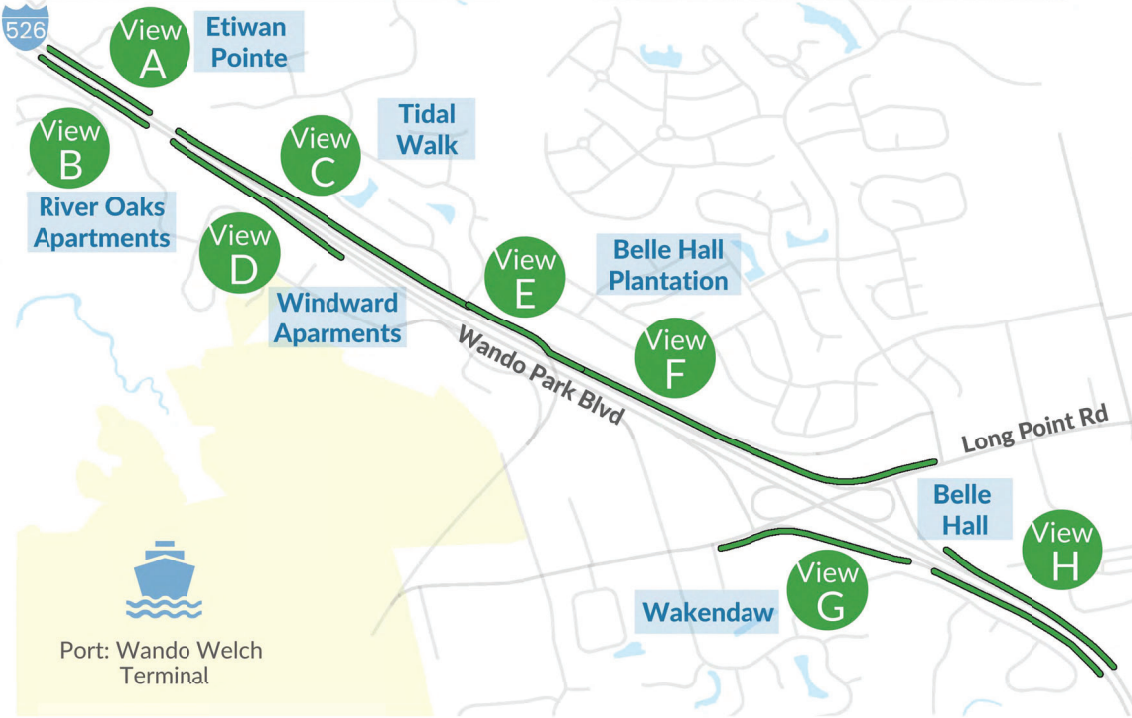 526
View
A
Etiwan
Pointe
View
B
River Oaks
Apartments
View
C
Tidal
Walk
View
D
Windward
Aparments
View
E
Belle Hall
Plantation
View
F
Wando Park Blvd
Long Point Rd
Belle
Hall
View
H
View
G
Wakendaw
Port: Wando Welch
Terminal